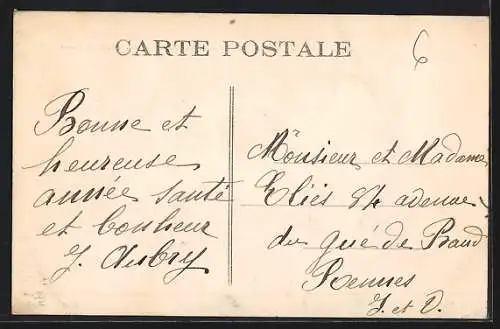 CARTE POSTALE
6
Bonne et
heureuse
année santé
et bonheur
J. Aubry
Monsieur et Madame
Eliès 84 avenue
du gué de Baud
Rennes
I. et V.